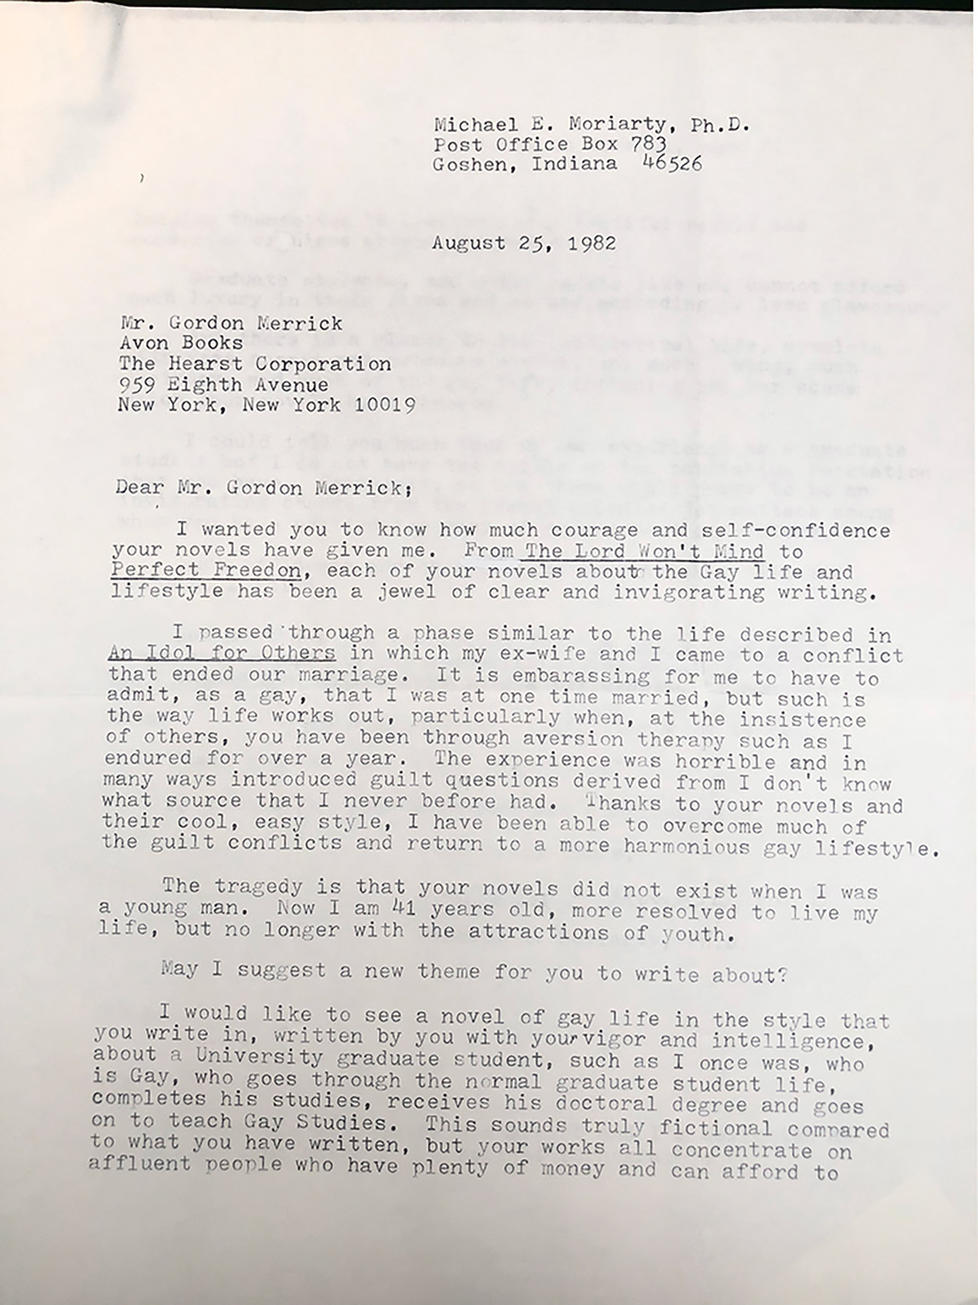 Michael E. Moriarty, Ph.D.
Post Office Box 783
Goshen, Indiana 46526
August 25, 1982
Mr. Gordon Merrick
Avon Books
The Hearst Corporation
959 Eighth Avenue
New York, New York 10019
Dear Mr. Gordon Merrick;
I wanted you to know how much courage and self-confidence
your novels have given me. From The Lord Won't Mind to
Perfect Freedon, each of your novels about the Gay life and
lifestyle has been a jewel of clear and invigorating writing.
I passed through a phase similar to the life described in
An Idol for Others in which my ex-wife and I came to a conflict
that ended our marriage. It is embarassing for me to have to
admit, as a gay, that I was at one time married, but such is
the way life works out, particularly when, at the insistence
of others, you have been through aversion therapy such as I
endured for over a year. The experience was horrible and in
many ways introduced guilt questions derived from I don't know
what source that I never before had. Thanks to your novels and
their cool, easy style, I have been able to overcome much of
the guilt conflicts and return to a more harmonious gay lifestyle.
The tragedy is that your novels did not exist when I was
a young man. Now I am 41 years old, more resolved to live my
life, but no longer with the attractions of youth.
May I suggest a new theme for you to write about?
I would like to see a novel of gay life in the style that
you write in, written by you with your vigor and intelligence,
about a University graduate student, such as I once was, who
is Gay, who goes through the normal graduate student life,
completes his studies, receives his doctoral degree and goes
on to teach Gay Studies. This sounds truly fictional compared
to what you have written, but your works all concentrate on
affluent people who have plenty of money and can afford to